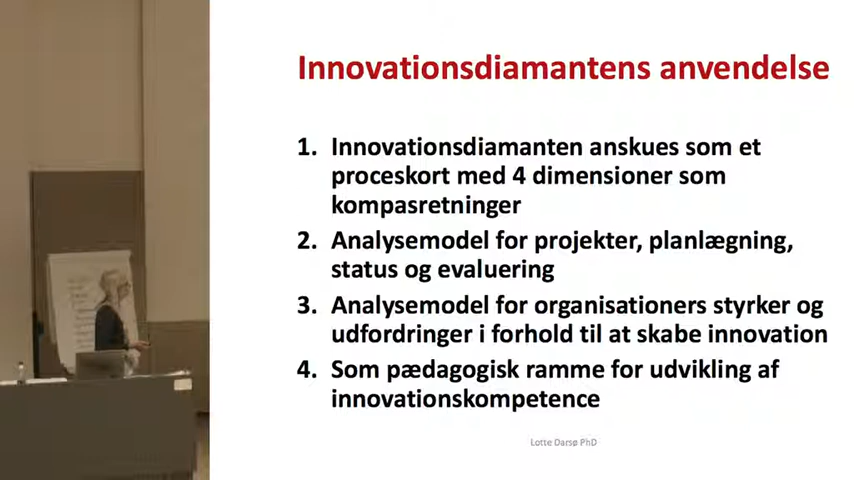 Innovationsdiamantens anvendelse
1. Innovationsdiamanten anskues som et
proceskort med 4 dimensioner som
kompasretninger
2. Analysemodel for projekter, planlægning,
status og evaluering
3. Analysemodel for organisationers styrker og
udfordringer i forhold til at skabe innovation
4. Som pædagogisk ramme for udvikling af
innovationskompetence
Lotte Darsø PhD